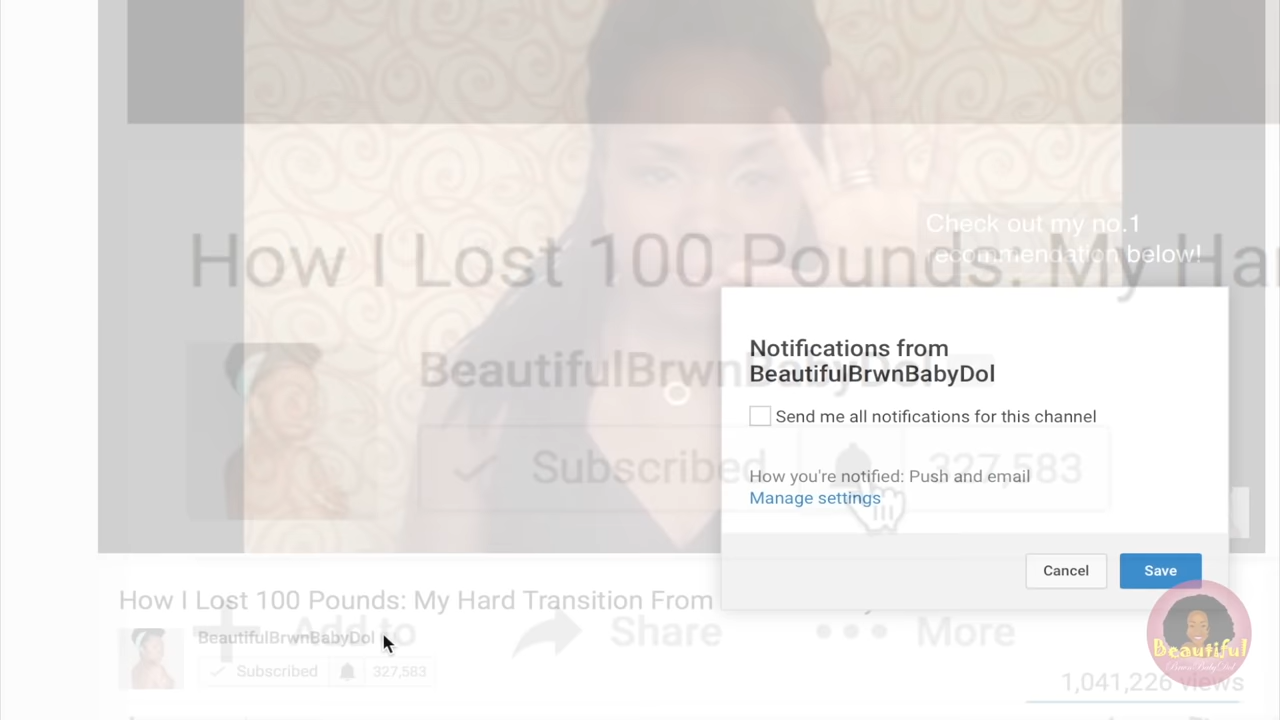 Check out my no.1
recommendation below!
How I Lost 100 Pounds: My Ha
Notifications from
BeautifulBrwnBabyDol
BeautifulBrwnBabyDol
Send me all notifications for this channel
Subscribed
327,583
How you're notified: Push and email
Manage settings
Cancel
Save
How I Lost 100 Pounds: My Hard Transition From
BeautifulBrwnBabyDol
Add to
Share
More
Subscribed
327,583
Beautiful
BrwnBabyDol
1,041,226 views